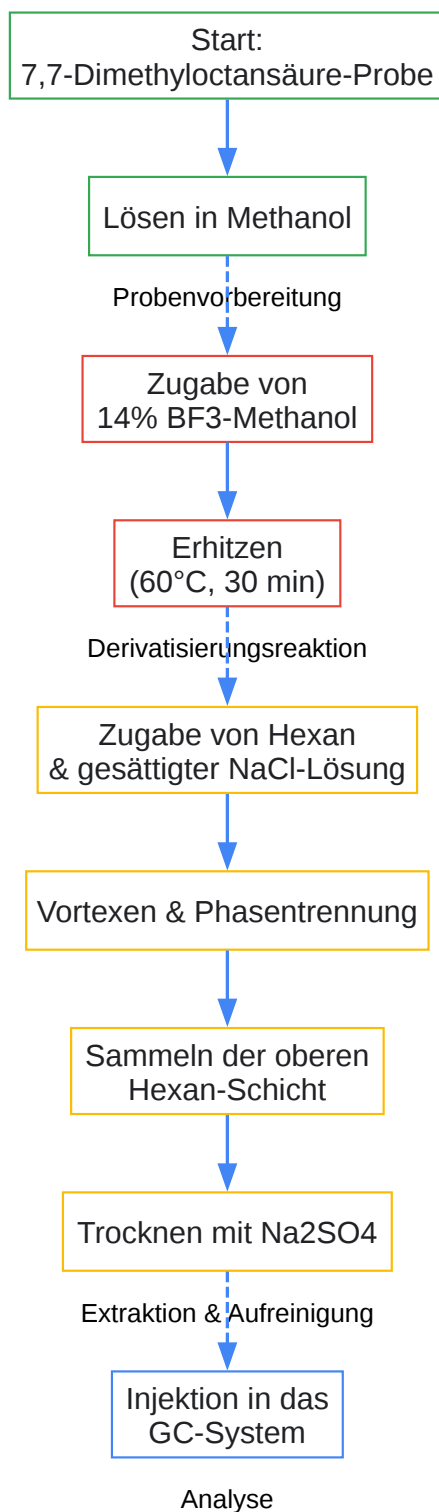 Start:
7,7-Dimethyloctansäure-Probe
Lösen in Methanol
Probenvorbereitung
Zugabe von
14% BF3-Methanol
Erhitzen
(60°C, 30 min)
Derivatisierungsreaktion
Zugabe von Hexan
& gesättigter NaCl-Lösung
Vortexen & Phasentrennung
Sammeln der oberen
Hexan-Schicht
Trocknen mit Na2SO4
Extraktion & Aufreinigung
Injektion in das
GC-System
Analyse